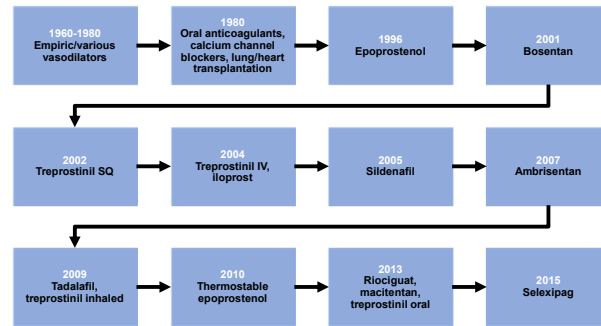 1960-1980
Empiric/various
vasodilators
1980
Oral anticoagulants,
calcium channel
blockers, lung/heart
transplantation
1996
Epoprostenol
2001
Bosentan
2002
Treprostinil SQ
2004
Treprostinil IV,
iloprost
2005
Sildenafil
2007
Ambrisentan
2009
Tadalafil,
treprostinil inhaled
2010
Thermostable
epoprostenol
2013
Riociguat,
macitentan,
treprostinil oral
2015
Selexipag